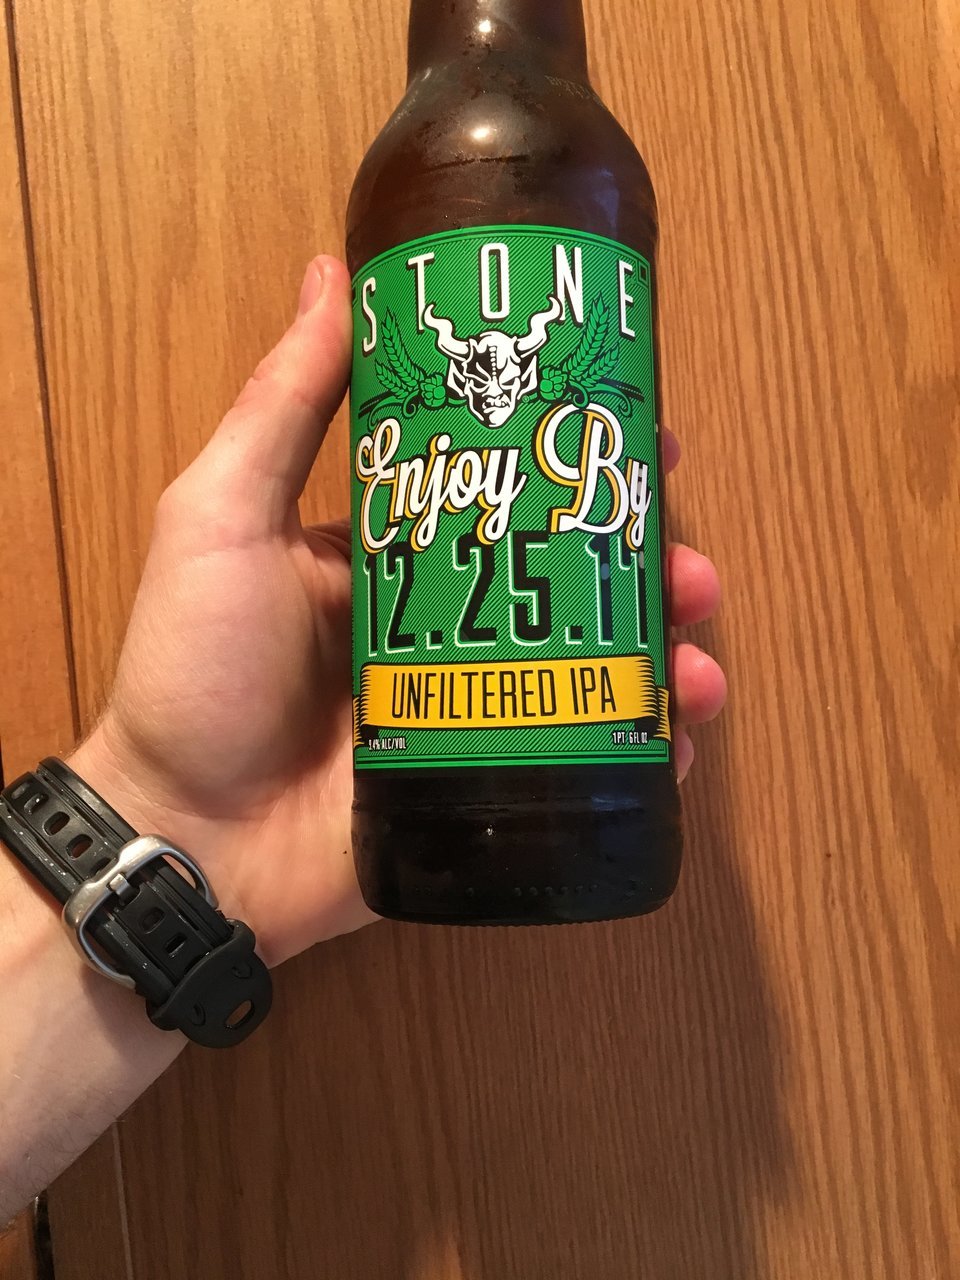 STONE
Enjoy By
12.25.17
UNFILTERED IPA
9.4% ALC/VOL
1 PT 6 FL OZ